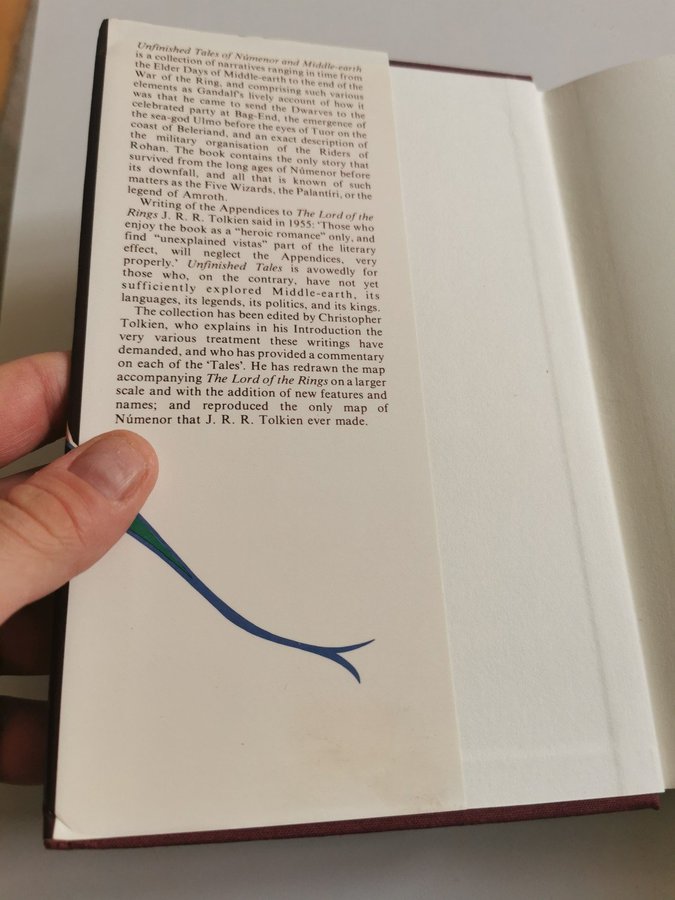 Unfinished Tales of Númenor and Middle-earth
is a collection of narratives ranging in time from
the Elder Days of Middle-earth to the end of the
War of the Ring, and comprising such various
elements as Gandalf's lively account of how it
was that he came to send the Dwarves to the
celebrated party at Bag-End, the emergence of
the sea-god Ulmo before the eyes of Tuor on the
coast of Beleriand, and an exact description of
the military organisation of the Riders of
Rohan. The book contains the only story that
survived from the long ages of Númenor before
its downfall, and all that is known of such
matters as the Five Wizards, the Palantíri, or the
legend of Amroth.
Writing of the Appendices to The Lord of the
Rings J. R. R. Tolkien said in 1955: 'Those who
enjoy the book as a "heroic romance" only, and
find "unexplained vistas" part of the literary
effect, will neglect the Appendices, very
properly.' Unfinished Tales is avowedly for
those who, on the contrary, have not yet
sufficiently explored Middle-earth, its
languages, its legends, its politics, and its kings.
The collection has been edited by Christopher
Tolkien, who explains in his Introduction the
very various treatment these writings have
demanded, and who has provided a commentary
on each of the 'Tales'. He has redrawn the map
accompanying The Lord of the Rings on a larger
scale and with the addition of new features and
names; and reproduced the only map of
Númenor that J. R. R. Tolkien ever made.